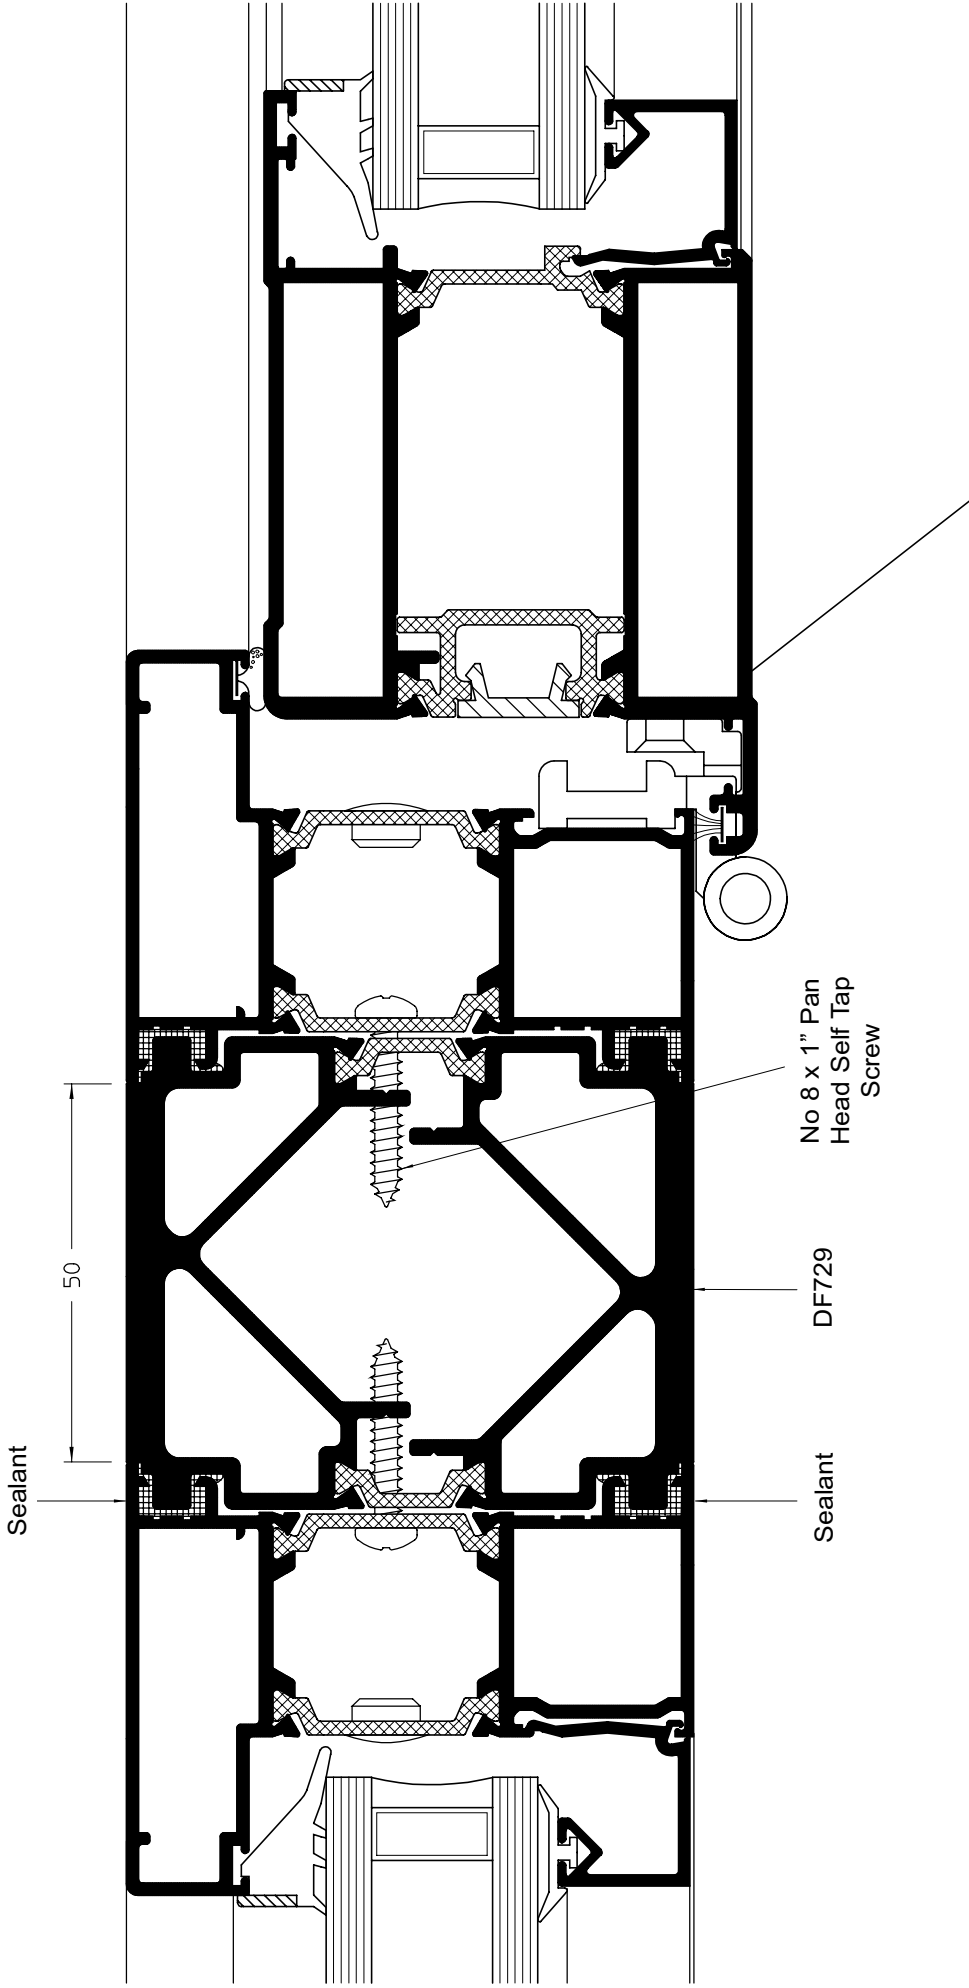 Sealant
50
No 8 x 1” Pan
Head Self Tap
Screw
DF729
Sealant